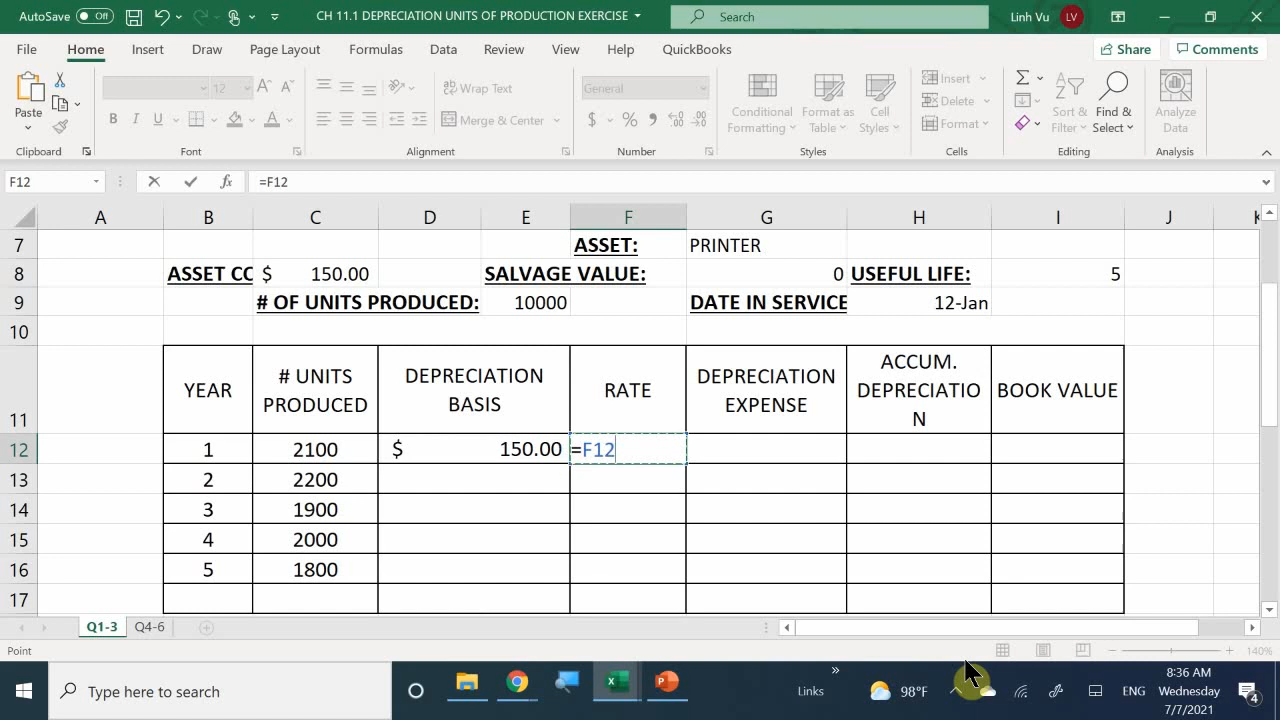 AutoSave Off CH 11.1 DEPRECIATION UNITS OF PRODUCTION EXERCISE Search Linh Vu LV
File Home Insert Draw Page Layout Formulas Data Review View Help QuickBooks Share Comments
Paste 12 A A Wrap Text General Conditional Formatting Format as Table Cell Styles Insert Sort & Filter Find & Select Analyze Data
B I U A Merge & Center $ % Delete Format
Clipboard Font Alignment Number Styles Cells Editing Analysis
F12 fx =F12
A B C D E F G H I J K
7 ASSET: PRINTER
8 ASSET CO $ 150.00 SALVAGE VALUE: 0 USEFUL LIFE: 5
9 # OF UNITS PRODUCED: 10000 DATE IN SERVICE 12-Jan
10
11 YEAR # UNITS PRODUCED DEPRECIATION BASIS RATE DEPRECIATION EXPENSE ACCUM. DEPRECIATIO N BOOK VALUE
12 1 2100 $ 150.00 =F12
13 2 2200
14 3 1900
15 4 2000
16 5 1800
17
Q1-3 Q4-6
Point 140%
Type here to search Links 98°F ENG 8:36 AM Wednesday 7/7/2021 4